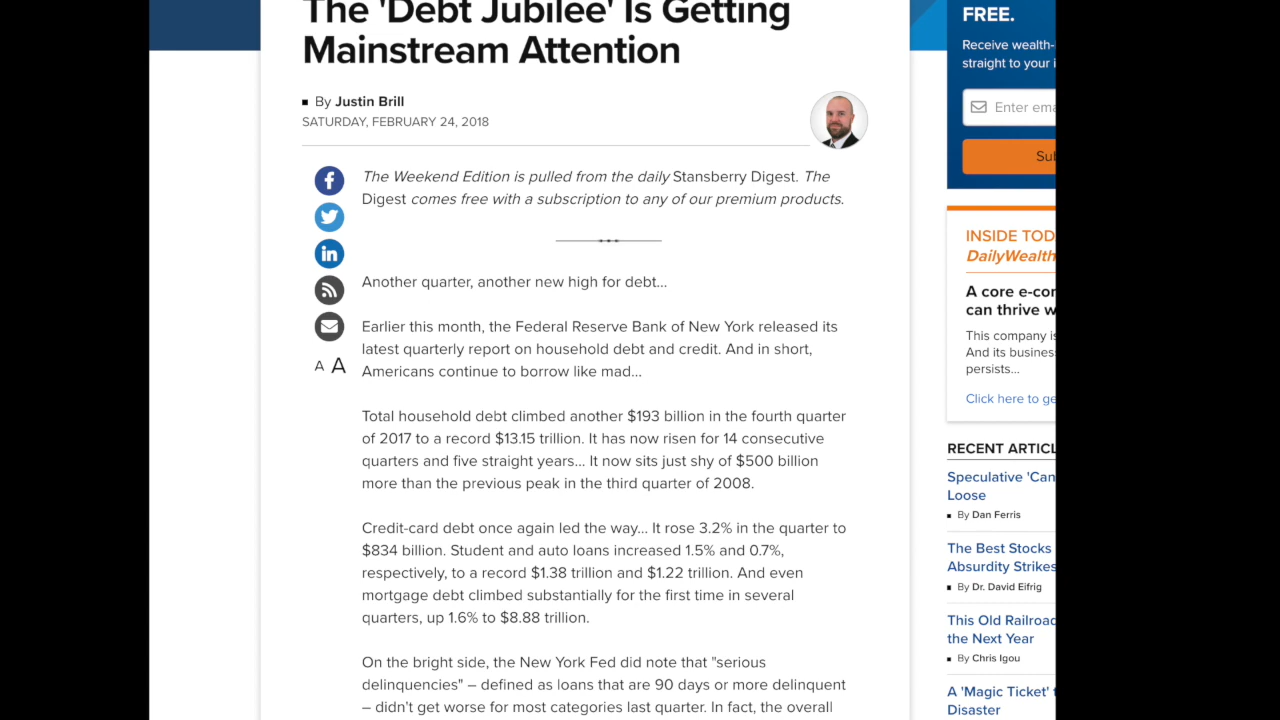 The 'Debt Jubilee' Is Getting
Mainstream Attention
By Justin Brill
SATURDAY, FEBRUARY 24, 2018
The Weekend Edition is pulled from the daily Stansberry Digest. The
Digest comes free with a subscription to any of our premium products.
Another quarter, another new high for debt...
Earlier this month, the Federal Reserve Bank of New York released its
latest quarterly report on household debt and credit. And in short,
Americans continue to borrow like mad...
A A
Total household debt climbed another $193 billion in the fourth quarter
of 2017 to a record $13.15 trillion. It has now risen for 14 consecutive
quarters and five straight years... It now sits just shy of $500 billion
more than the previous peak in the third quarter of 2008.
Credit-card debt once again led the way... It rose 3.2% in the quarter to
$834 billion. Student and auto loans increased 1.5% and 0.7%,
respectively, to a record $1.38 trillion and $1.22 trillion. And even
mortgage debt climbed substantially for the first time in several
quarters, up 1.6% to $8.88 trillion.
On the bright side, the New York Fed did note that "serious
delinquencies" – defined as loans that are 90 days or more delinquent
– didn't get worse for most categories last quarter. In fact, the overall
FREE.
Receive wealth-
straight to your i
Enter ema
Sub
INSIDE TOD
DailyWealth
A core e-cor
can thrive w
This company is
And its busines
persists...
Click here to ge
RECENT ARTICL
Speculative 'Can
Loose
By Dan Ferris
The Best Stocks
Absurdity Strikes
By Dr. David Eifrig
This Old Railroad
the Next Year
By Chris Igou
A 'Magic Ticket' t
Disaster